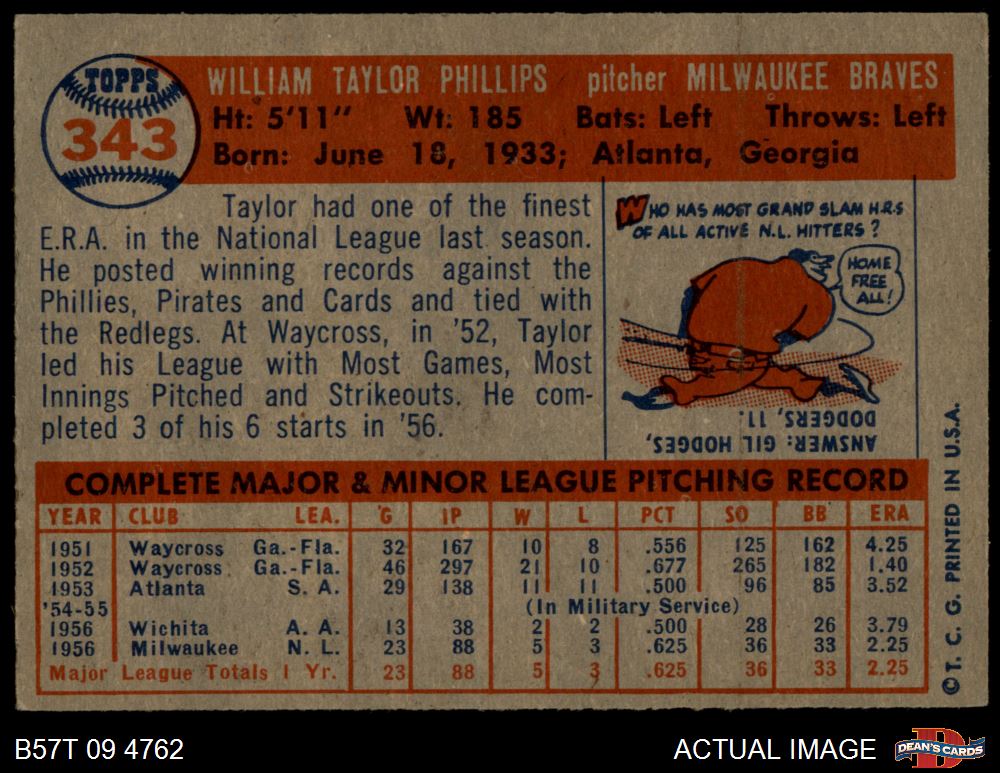 TOPPS
343
WILLIAM TAYLOR PHILLIPS pitcher MILWAUKEE BRAVES
Ht: 5'11" Wt: 185 Bats: Left Throws: Left
Born: June 18, 1933; Atlanta, Georgia
Taylor had one of the finest
E.R.A. in the National League last season.
He posted winning records against the
Phillies, Pirates and Cards and tied with
the Redlegs. At Waycross, in '52, Taylor
led his League with Most Games, Most
Innings Pitched and Strikeouts. He com-
pleted 3 of his 6 starts in '56.
WHO HAS MOST GRAND SLAM H.R.S
OF ALL ACTIVE N.L. HITTERS?
HOME
FREE
ALL!
ANSWER: GIL HODGES,
DODGERS, 11.
COMPLETE MAJOR & MINOR LEAGUE PITCHING RECORD
YEAR CLUB LEA. G IP W L PCT SO BB ERA
1951 Waycross Ga.-Fla. 32 167 10 8 .556 125 162 4.25
1952 Waycross Ga.-Fla. 46 297 21 10 .677 265 182 1.40
1953 Atlanta S. A. 29 138 11 11 .500 96 85 3.52
'54-55 (In Military Service)
1956 Wichita A. A. 13 38 2 2 .500 28 26 3.79
1956 Milwaukee N. L. 23 88 5 3 .625 36 33 2.25
Major League Totals 1 Yr. 23 88 5 3 .625 36 33 2.25
©T. C. G. PRINTED IN U.S.A.
B57T 09 4762
ACTUAL IMAGE
D
DEAN'S CARDS